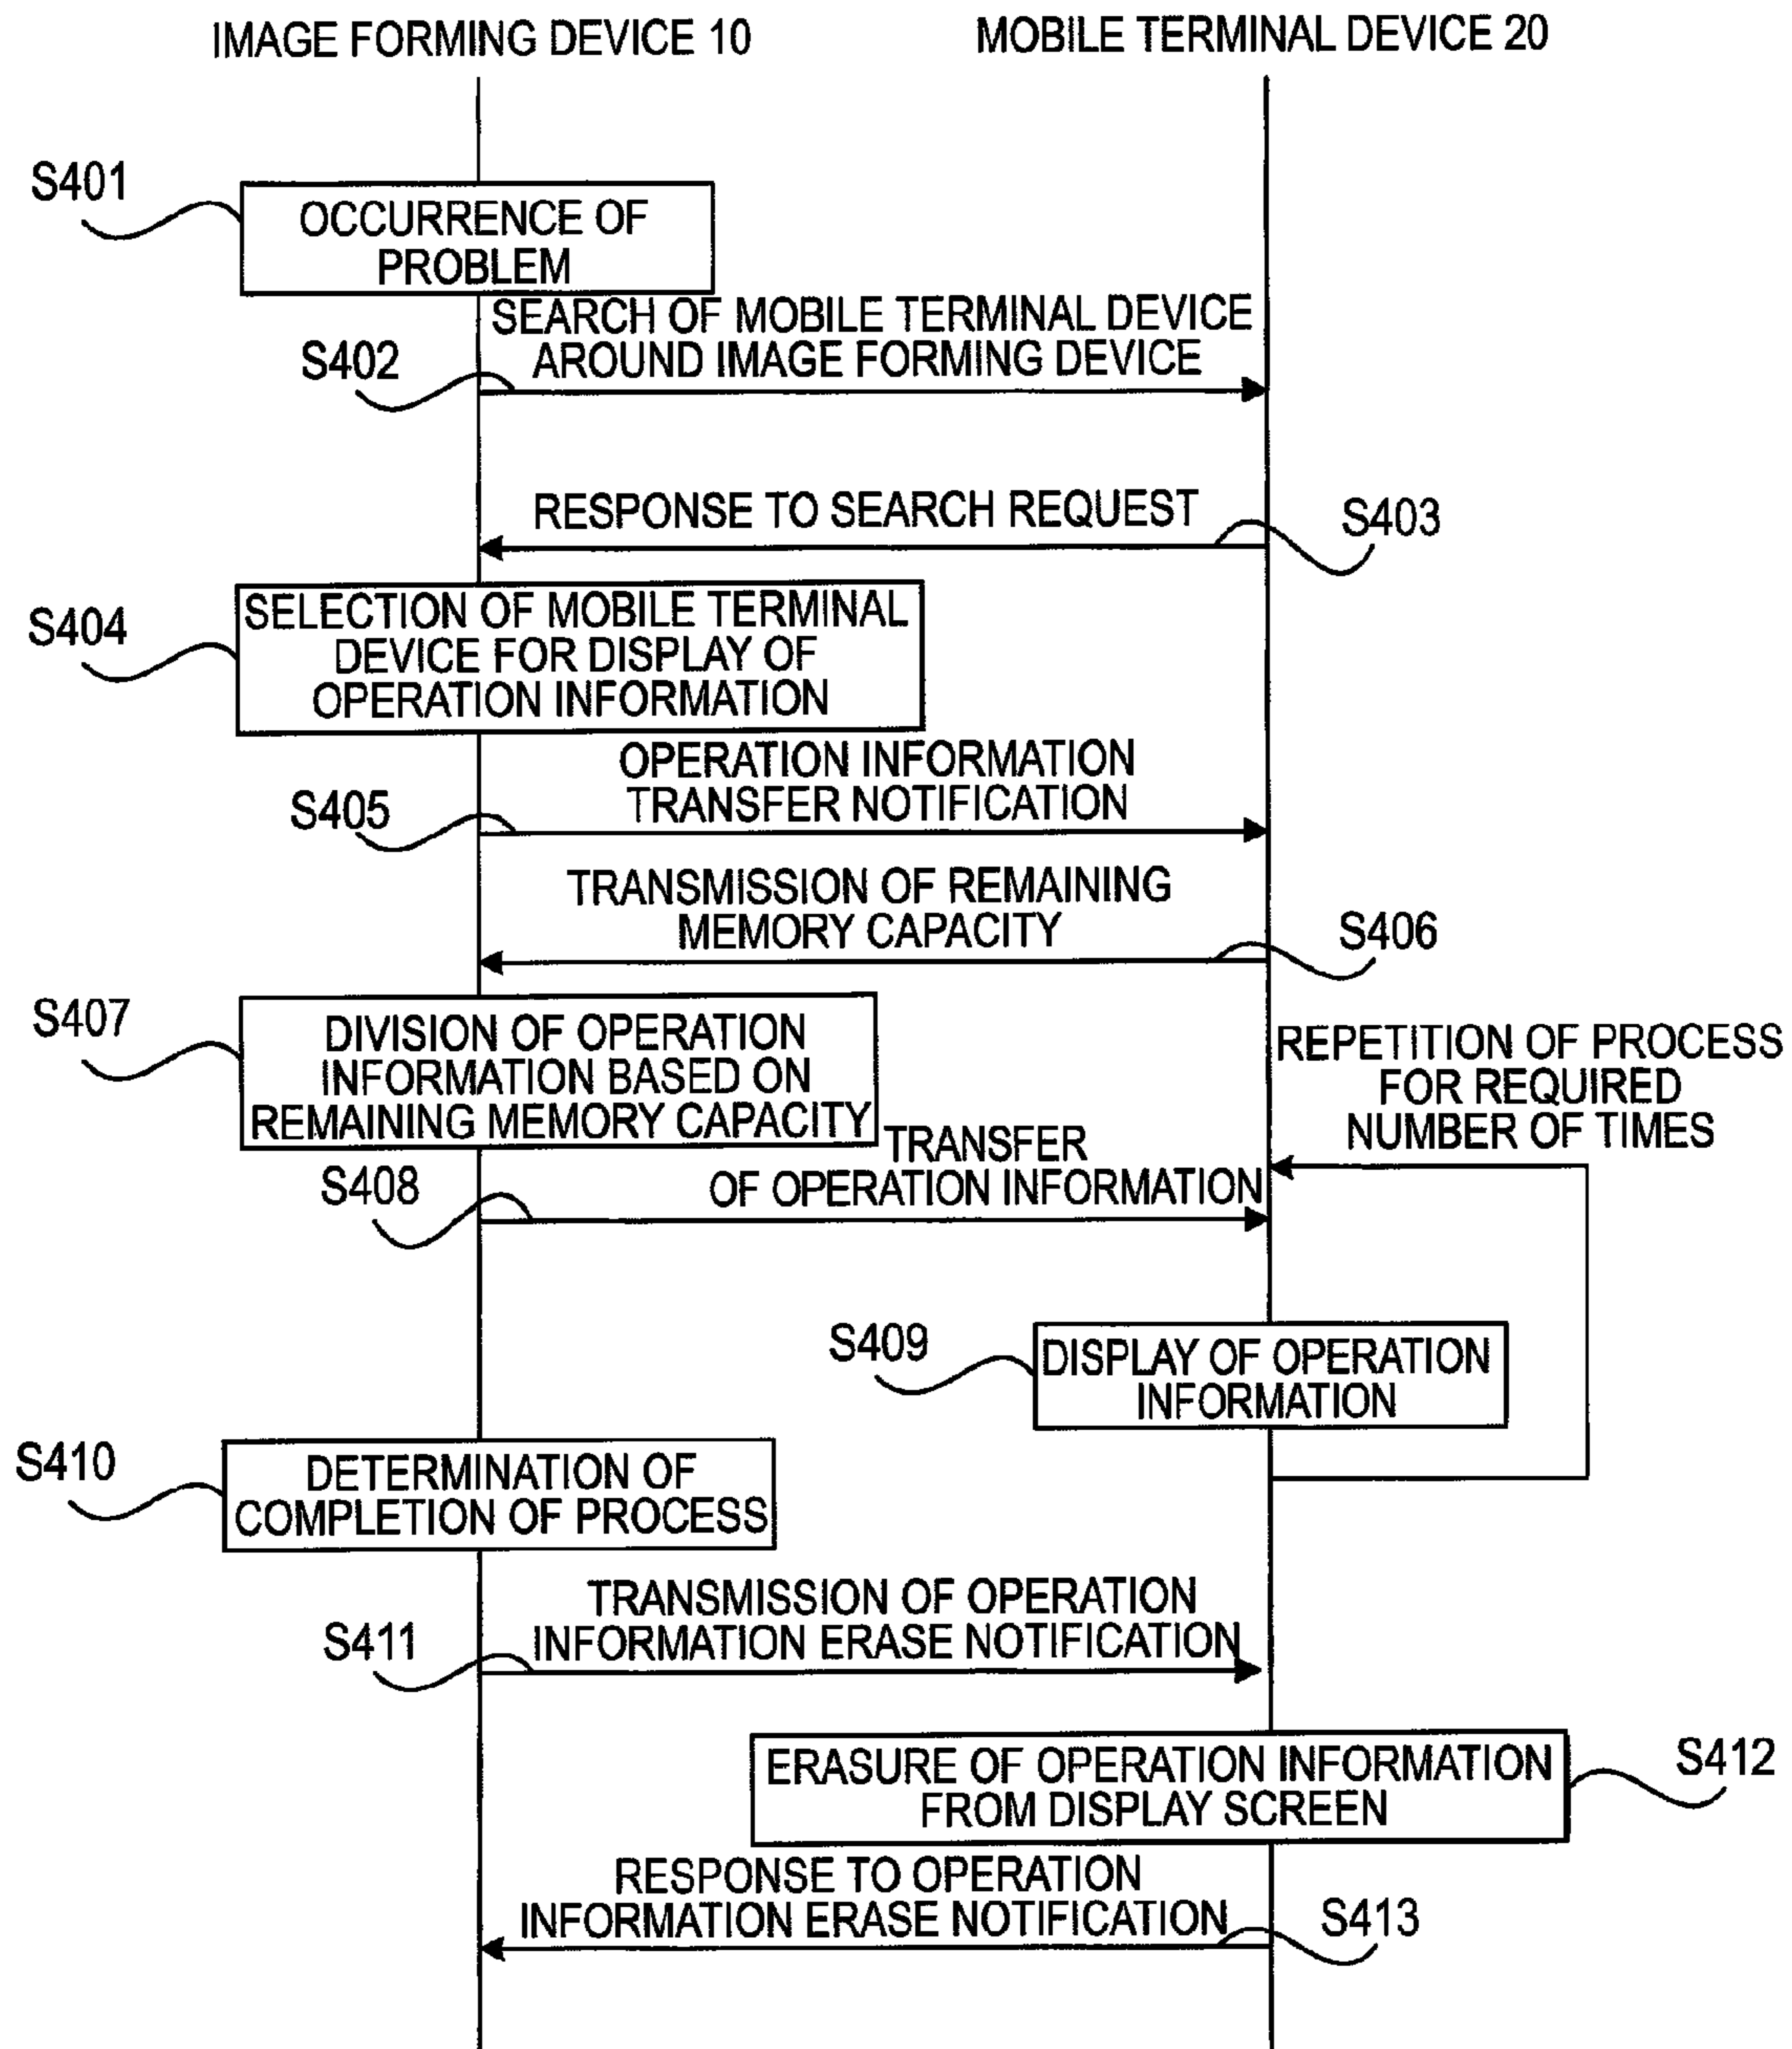 IMAGE FORMING DEVICE 10
MOBILE TERMINAL DEVICE 20
S401
OCCURRENCE OF
PROBLEM
SEARCH OF MOBILE TERMINAL DEVICE
AROUND IMAGE FORMING DEVICE
S402
RESPONSE TO SEARCH REQUEST
S403
S404
SELECTION OF MOBILE TERMINAL
DEVICE FOR DISPLAY OF
OPERATION INFORMATION
OPERATION INFORMATION
TRANSFER NOTIFICATION
S405
TRANSMISSION OF REMAINING
MEMORY CAPACITY
S406
S407
DIVISION OF OPERATION
INFORMATION BASED ON
REMAINING MEMORY CAPACITY
REPETITION OF PROCESS
FOR REQUIRED
NUMBER OF TIMES
TRANSFER
OF OPERATION INFORMATION
S408
S409
DISPLAY OF OPERATION
INFORMATION
S410
DETERMINATION OF
COMPLETION OF PROCESS
TRANSMISSION OF OPERATION
INFORMATION ERASE NOTIFICATION
S411
ERASURE OF OPERATION INFORMATION
FROM DISPLAY SCREEN
S412
RESPONSE TO OPERATION
INFORMATION ERASE NOTIFICATION
S413